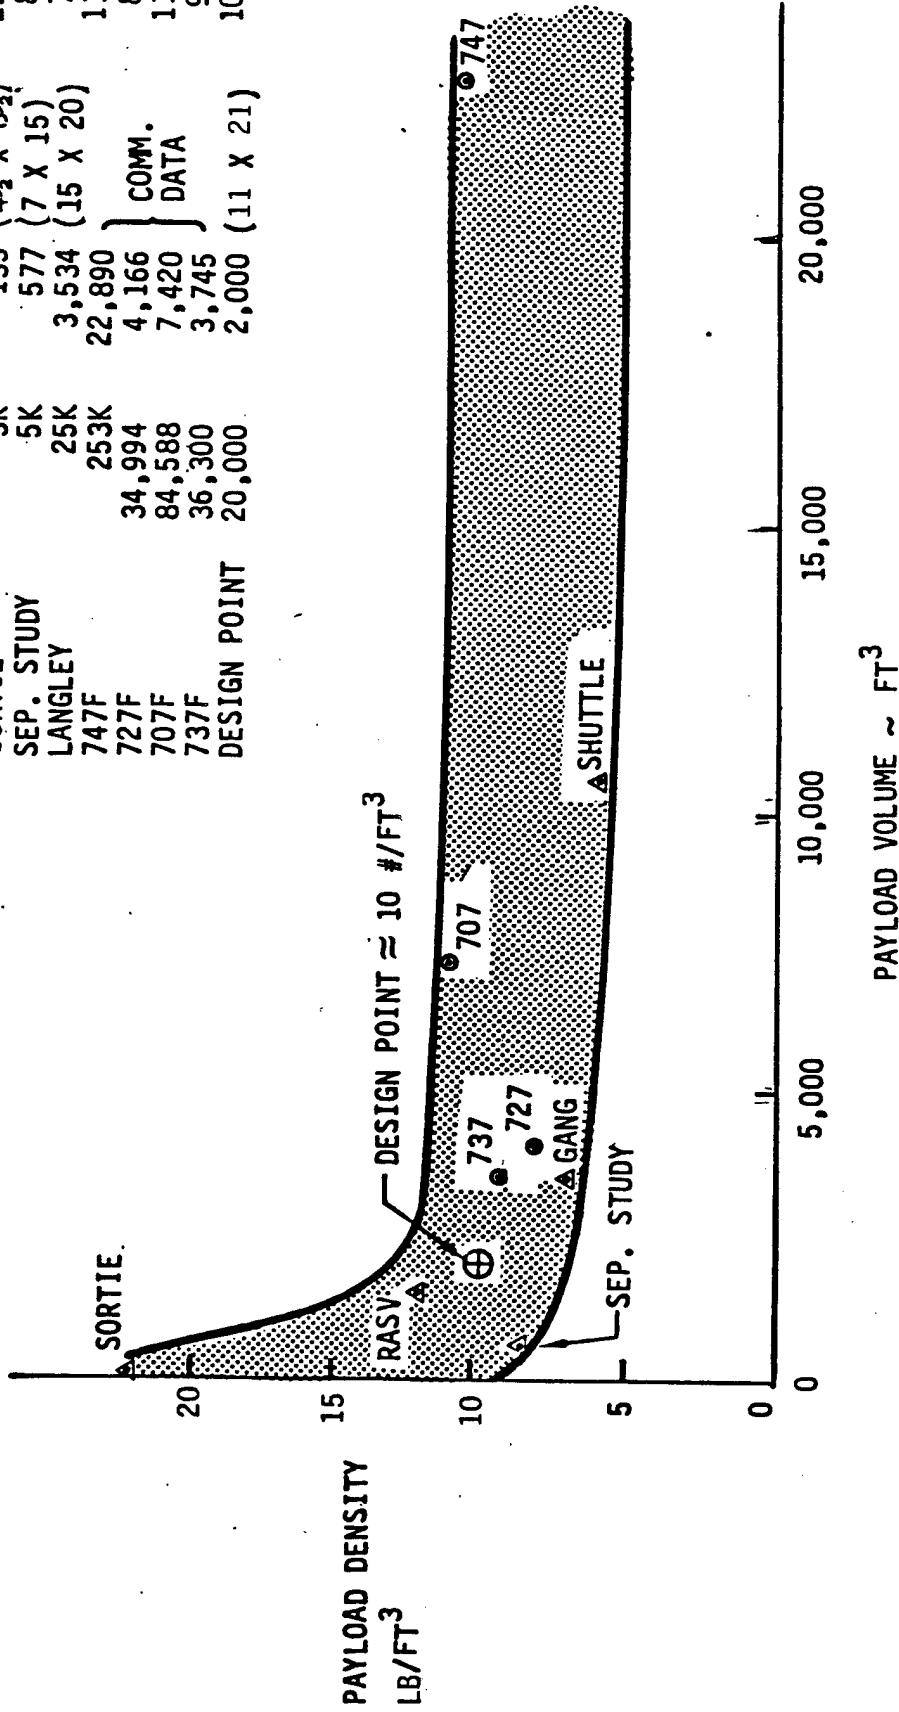 5K
SEP. STUDY 5K 577 (7 X 15)
LANGLEY 25K 3,534 (15 X 20)
747F 253K 22,890
727F 34,994 4,166 COMM.
707F 84,588 7,420 DATA
737F 36,300 3,745
DESIGN POINT 20,000 2,000 (11 X 21) 10
PAYLOAD DENSITY
LB/FT³
20
15
10
5
0
SORTIE
RASV
DESIGN POINT ≈ 10 #/FT³
737
727
GANG
SEP. STUDY
707
SHUTTLE
747
0
5,000
10,000
15,000
20,000
PAYLOAD VOLUME ~ FT³